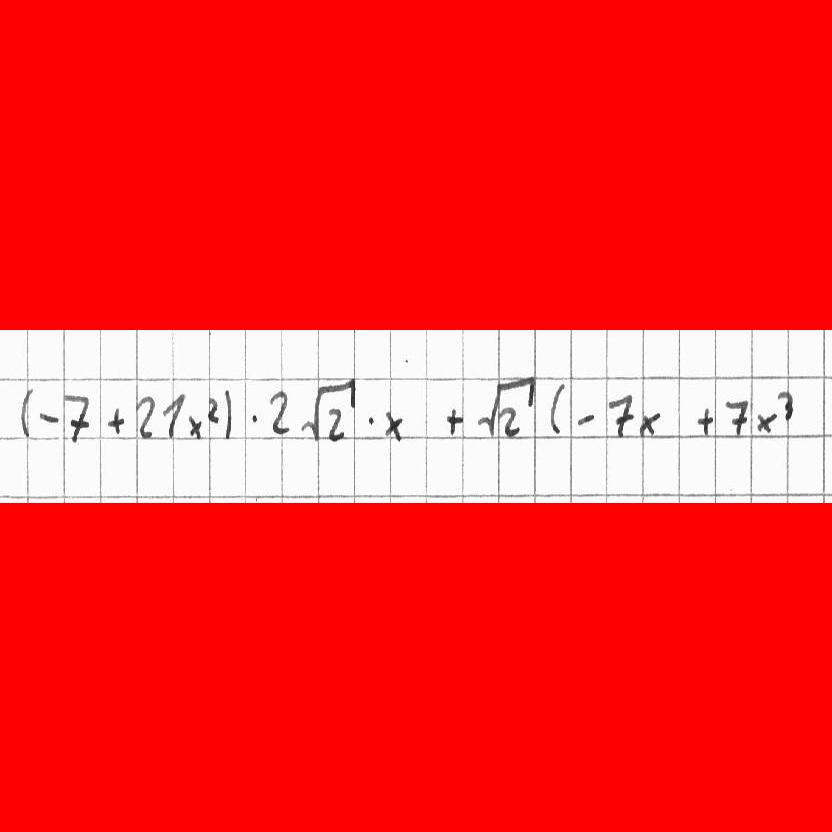 (-7 + 21x²) · 2√2 · x + √2 (-7x + 7x³